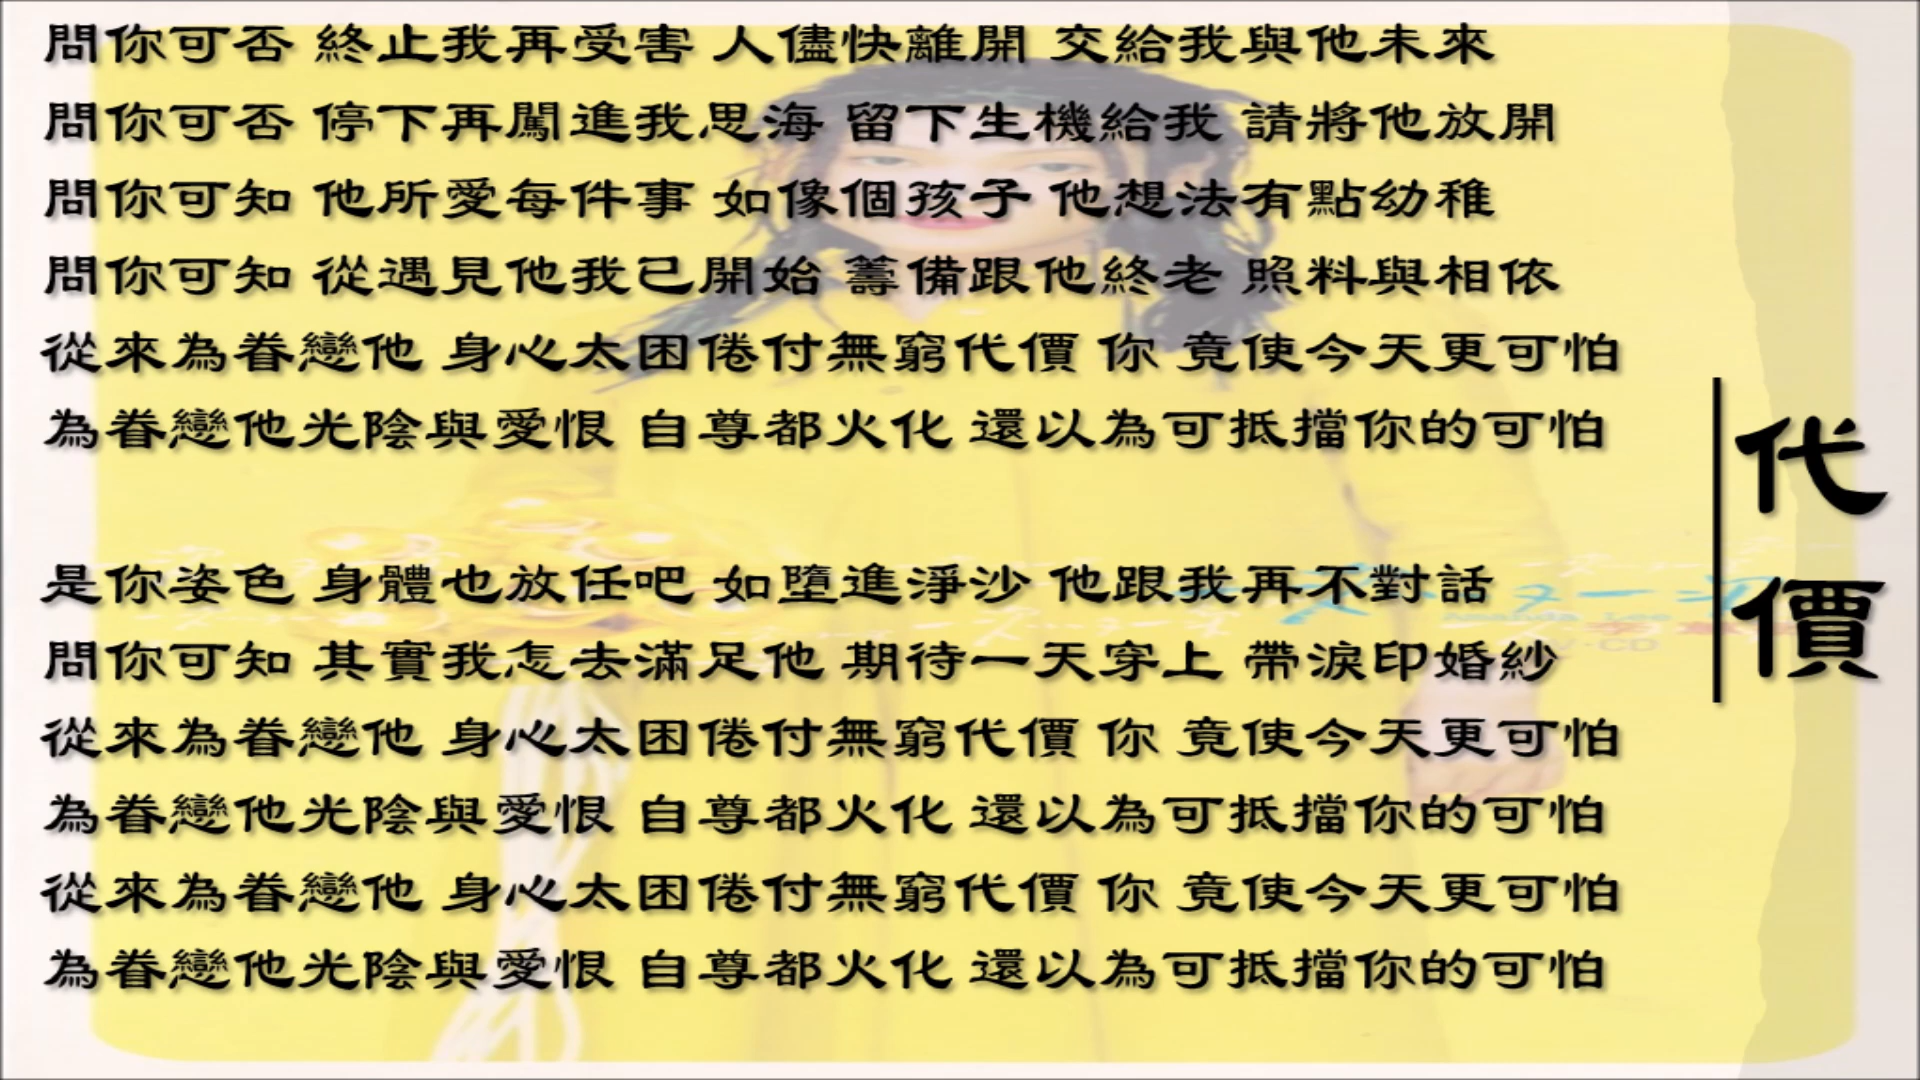 問你可否 終止我再受害 人儘快離開 交給我與他未來
問你可否 停下再闖進我思海 留下生機給我 請將他放開
問你可知 他所愛每件事 如像個孩子 他想法有點幼稚
問你可知 從遇見他我已開始 籌備跟他終老 照料與相依
從來為眷戀他 身心太困倦付無窮代價 你 竟使今天更可怕
為眷戀他光陰與愛恨 自尊都火化 還以為可抵擋你的可怕
是你姿色 身體也放任吧 如墮進淨沙 他跟我再不對話
問你可知 其實我怎去滿足他 期待一天穿上 帶淚印婚紗
從來為眷戀他 身心太困倦付無窮代價 你 竟使今天更可怕
為眷戀他光陰與愛恨 自尊都火化 還以為可抵擋你的可怕
從來為眷戀他 身心太困倦付無窮代價 你 竟使今天更可怕
為眷戀他光陰與愛恨 自尊都火化 還以為可抵擋你的可怕
代價